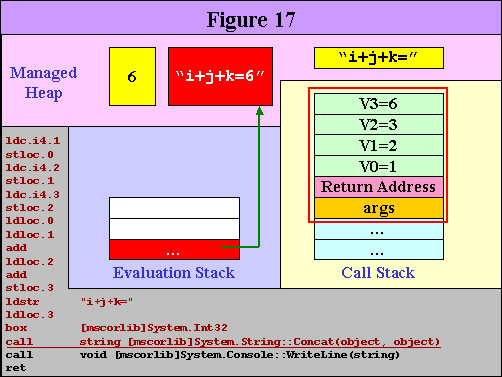 Figure 17
Managed
Heap
6
“i+j+k=6”
“i+j+k=”
V3=6
V2=3
V1=2
V0=1
Return Address
args
...
...
Call Stack
...
Evaluation Stack
ldc.i4.1
stloc.0
ldc.i4.2
stloc.1
ldc.i4.3
stloc.2
ldloc.0
ldloc.1
add
ldloc.2
add
stloc.3
ldstr "i+j+k="
ldloc.3
box [mscorlib]System.Int32
call string [mscorlib]System.String::Concat(object, object)
call void [mscorlib]System.Console::WriteLine(string)
ret